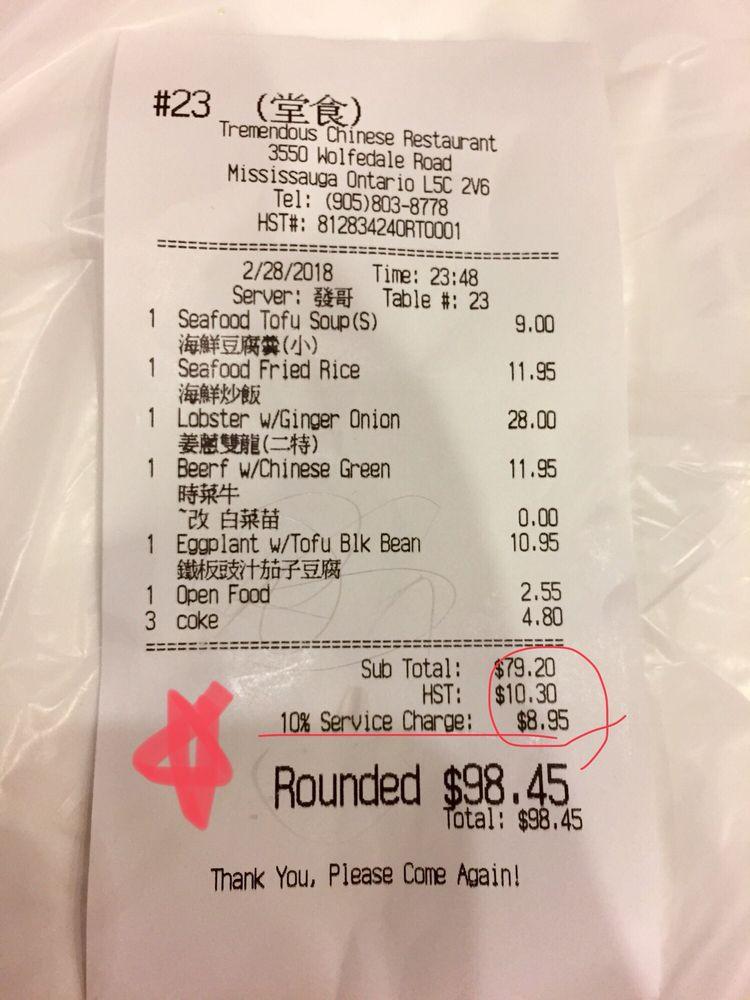 #23 (堂食)
Tremendous Chinese Restaurant
3550 Wolfedale Road
Mississauga Ontario L5C 2V6
Tel: (905)803-8778
HST#: 812834240RT0001
==========================================
2/28/2018 Time: 23:48
Server: 發哥 Table #: 23
1 Seafood Tofu Soup(S) 9.00
海鮮豆腐羹(小)
1 Seafood Fried Rice 11.95
海鮮炒飯
1 Lobster w/Ginger Onion 28.00
姜蔥雙龍(二特)
1 Beerf w/Chinese Green 11.95
時菜牛
~改 白菜苗 0.00
1 Eggplant w/Tofu Blk Bean 10.95
鐵板豉汁茄子豆腐
1 Open Food 2.55
3 coke 4.80
==========================================
Sub Total: $79.20
HST: $10.30
10% Service Charge: $8.95
Rounded $98.45
Total: $98.45
Thank You, Please Come Again!